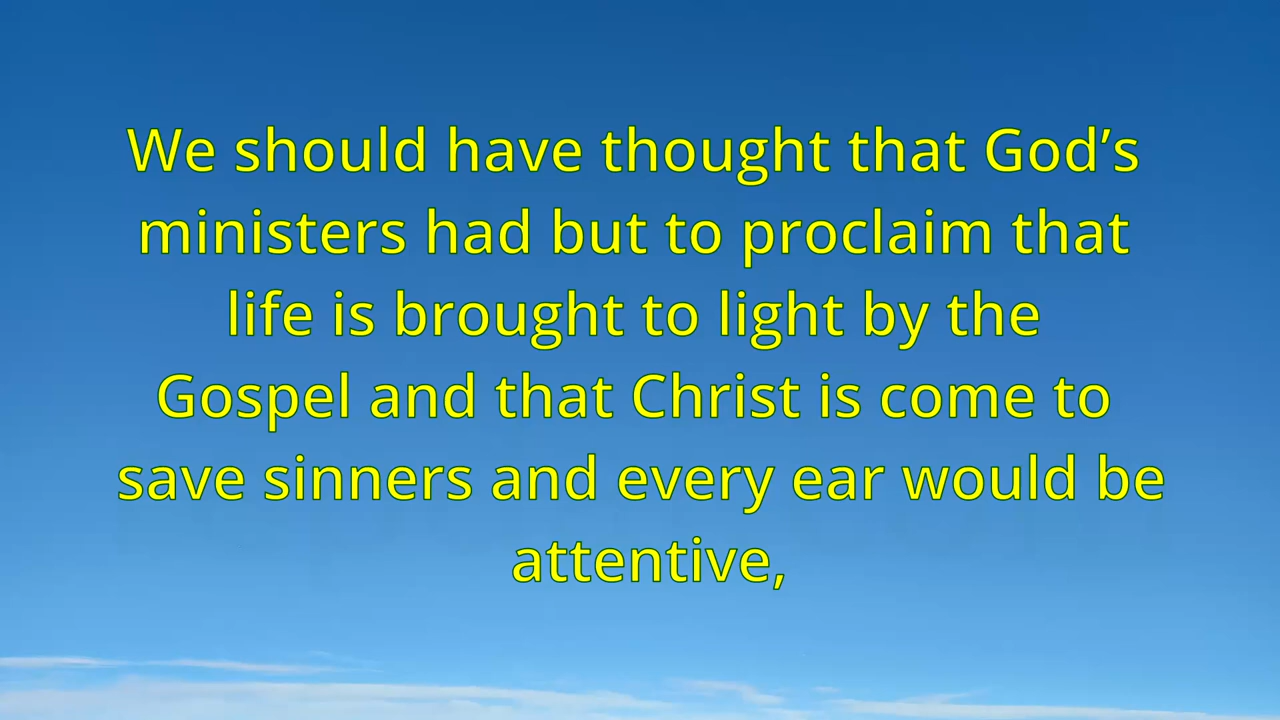 We should have thought that God’s
ministers had but to proclaim that
life is brought to light by the
Gospel and that Christ is come to
save sinners and every ear would be
attentive,